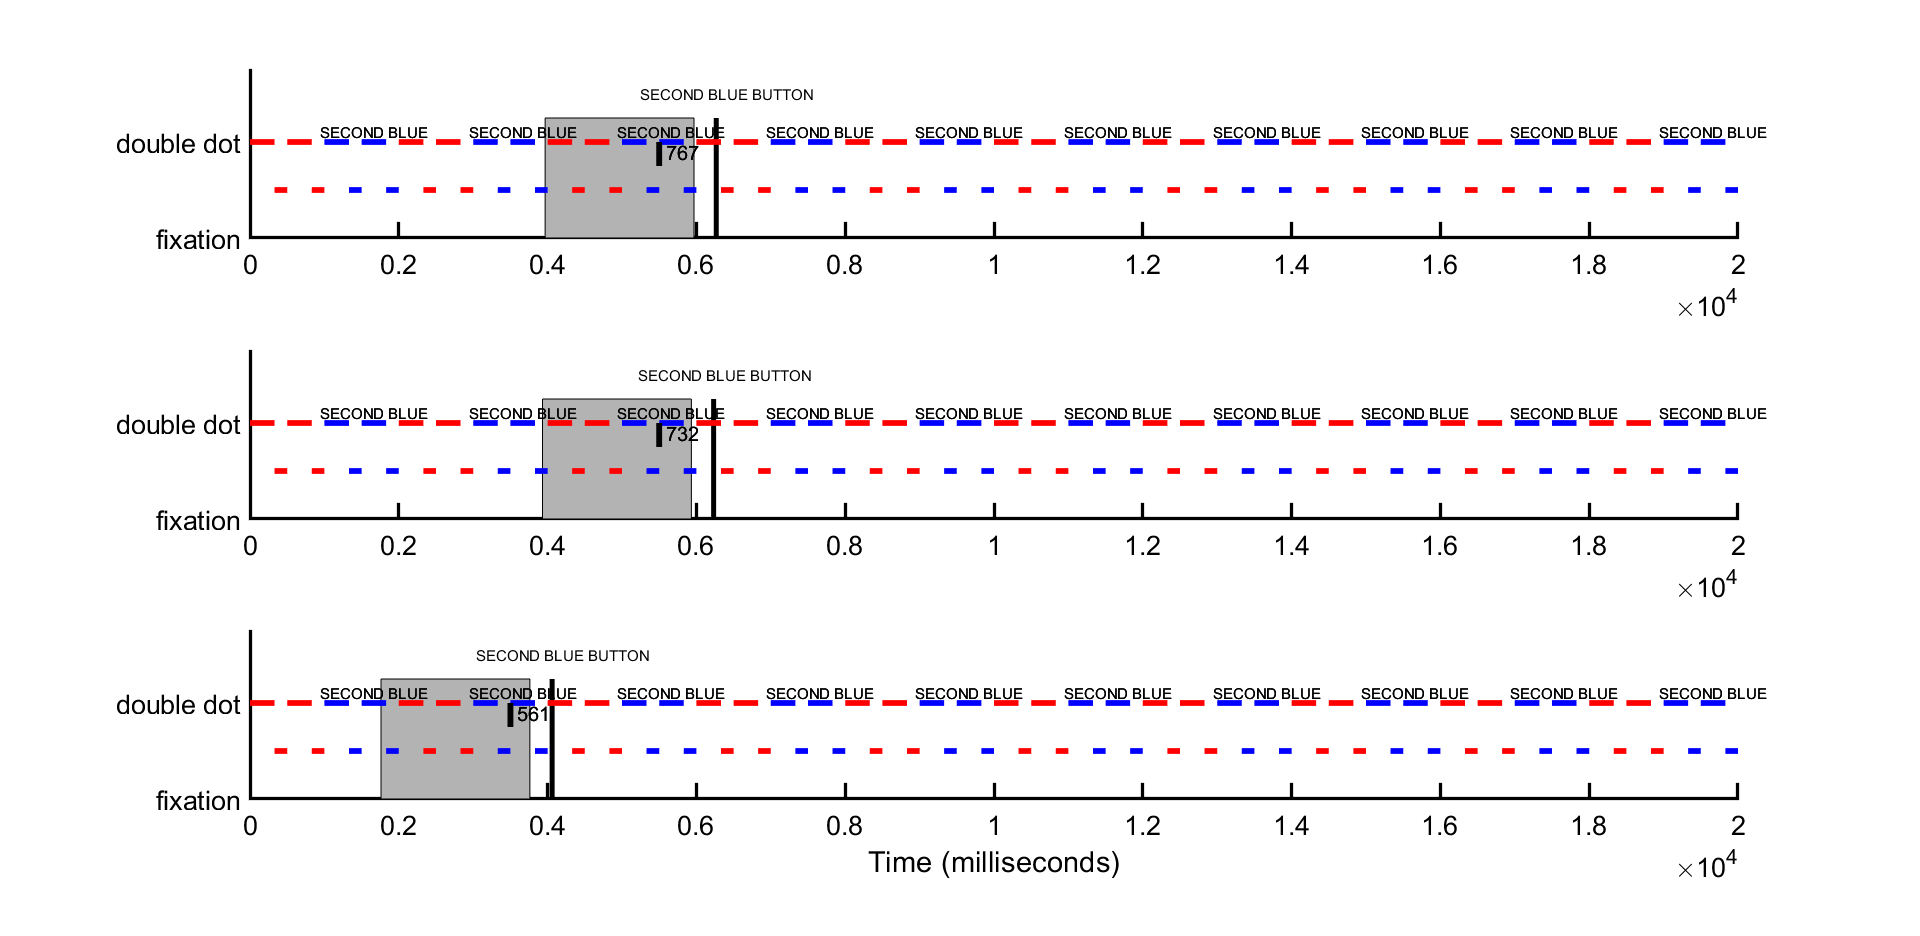 SECOND BLUE BUTTON
double dot SECOND BLUE SECOND BLUE SECOND BLUE SECOND BLUE SECOND BLUE SECOND BLUE SECOND BLUE SECOND BLUE SECOND BLUE SECOND BLUE
767
fixation
0 0.2 0.4 0.6 0.8 1 1.2 1.4 1.6 1.8 2
×10⁴
SECOND BLUE BUTTON
double dot SECOND BLUE SECOND BLUE SECOND BLUE SECOND BLUE SECOND BLUE SECOND BLUE SECOND BLUE SECOND BLUE SECOND BLUE SECOND BLUE
732
fixation
0 0.2 0.4 0.6 0.8 1 1.2 1.4 1.6 1.8 2
×10⁴
SECOND BLUE BUTTON
double dot SECOND BLUE SECOND BLUE SECOND BLUE SECOND BLUE SECOND BLUE SECOND BLUE SECOND BLUE SECOND BLUE SECOND BLUE SECOND BLUE
561
fixation
0 0.2 0.4 0.6 0.8 1 1.2 1.4 1.6 1.8 2
Time (milliseconds)
×10⁴